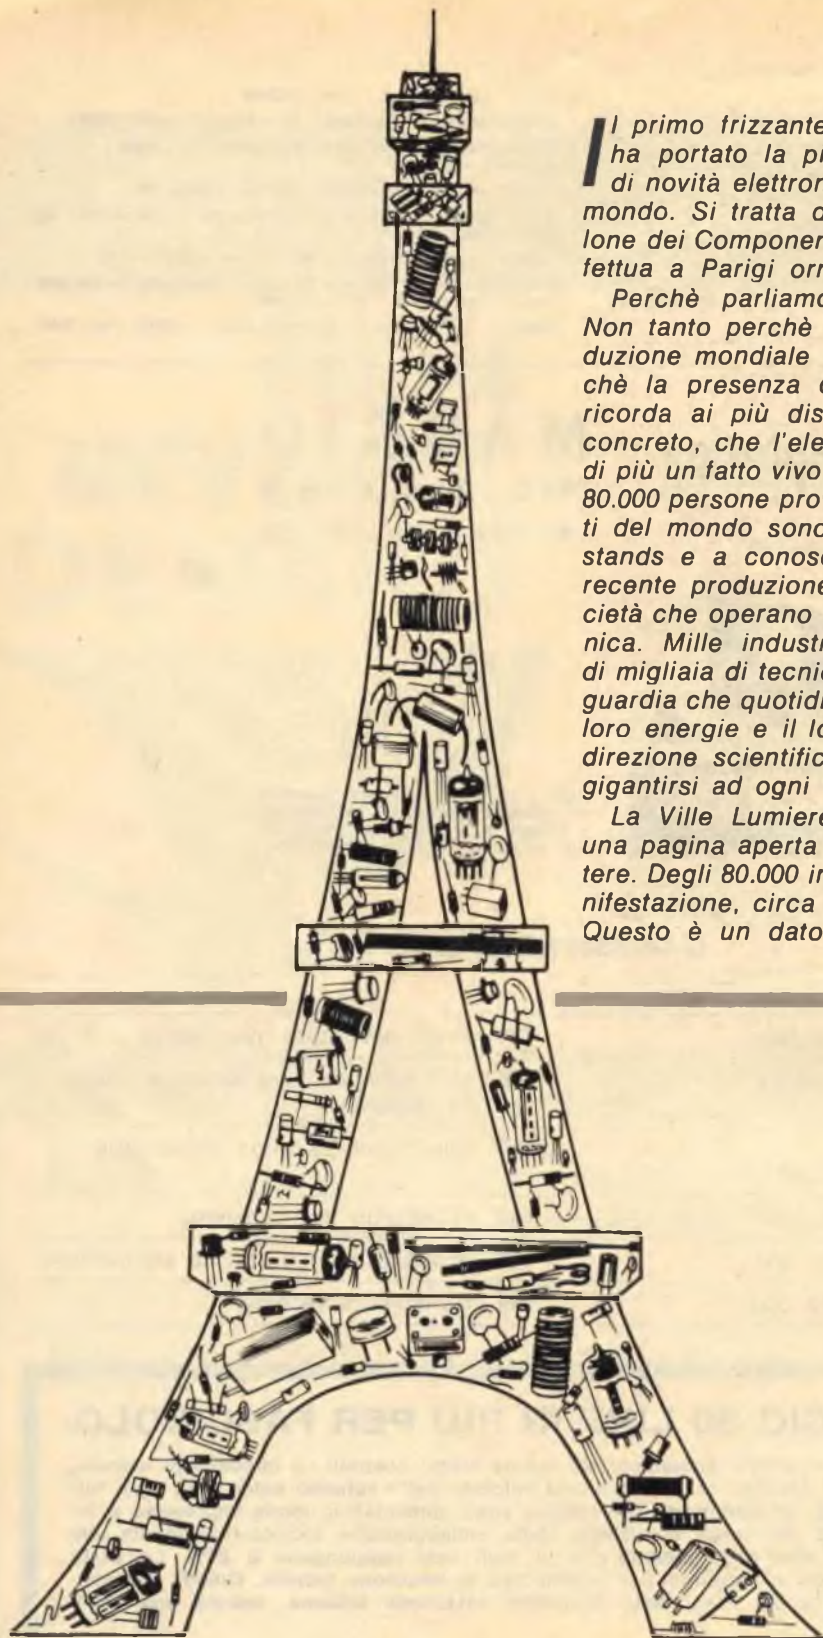 Il primo frizzante
ha portato la pr
di novità elettron
mondo. Si tratta d
lone dei Componen
fettua a Parigi orr
Perchè parliamo
Non tanto perchè
duzione mondiale
chè la presenza d
ricorda ai più dis
concreto, che l'ele
di più un fatto vivo
80.000 persone pro
ti del mondo sono
stands e a conosc
recente produzione
cietà che operano
nica. Mille industr
di migliaia di tecnic
guardia che quotidi
loro energie e il lo
direzione scientific
gigantirsi ad ogni
La Ville Lumiere
una pagina aperta
tere. Degli 80.000 in
nifestazione, circa
Questo è un dato